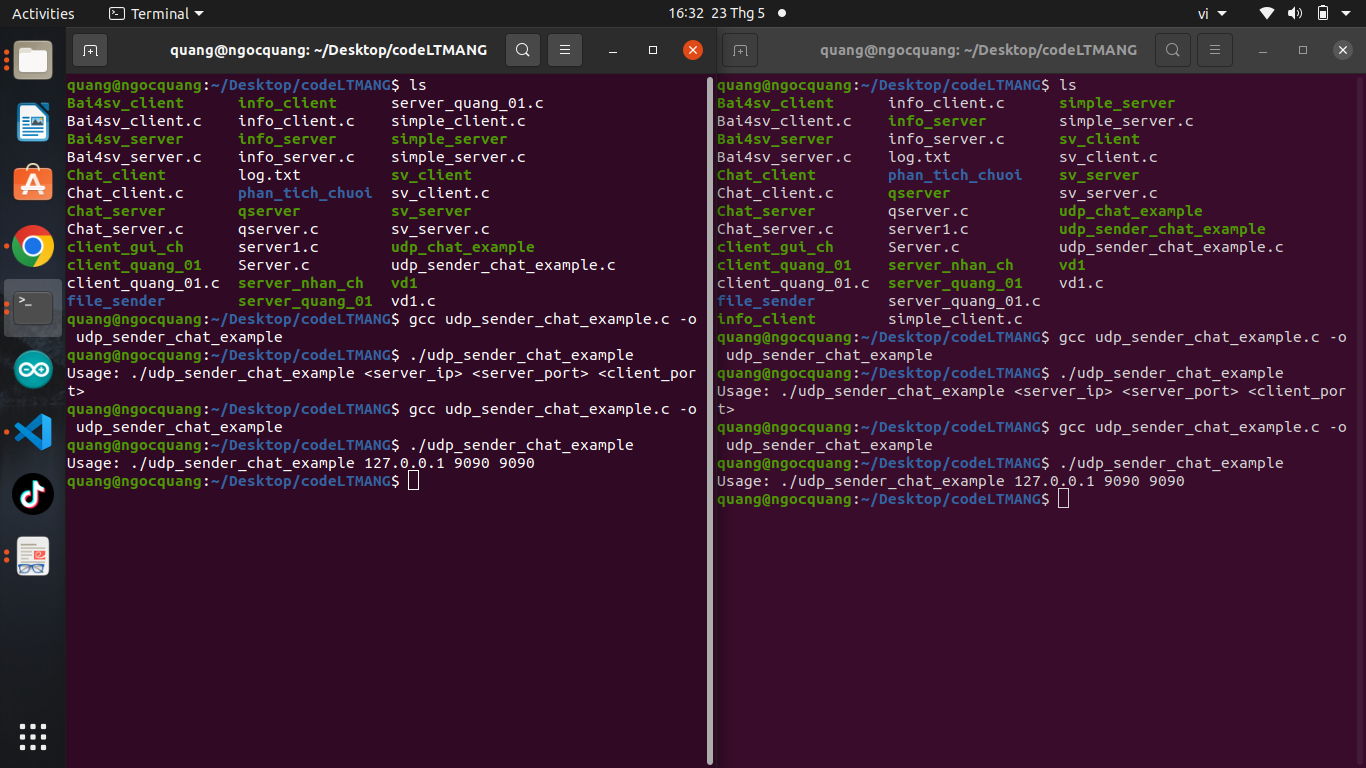 Activities Terminal 16:32 23 Thg 5 vi
quang@ngocquang: ~/Desktop/codeLTMANG
quang@ngocquang:~/Desktop/codeLTMANG$ ls
Bai4sv_client info_client server_quang_01.c
Bai4sv_client.c info_client.c simple_client.c
Bai4sv_server info_server simple_server
Bai4sv_server.c info_server.c simple_server.c
Chat_client log.txt sv_client
Chat_client.c phan_tich_chuoi sv_client.c
Chat_server qserver sv_server
Chat_server.c qserver.c sv_server.c
client_gui_ch server1.c udp_chat_example
client_quang_01 Server.c udp_sender_chat_example.c
client_quang_01.c server_nhan_ch vd1
file_sender server_quang_01 vd1.c
quang@ngocquang:~/Desktop/codeLTMANG$ gcc udp_sender_chat_example.c -o
udp_sender_chat_example
quang@ngocquang:~/Desktop/codeLTMANG$ ./udp_sender_chat_example
Usage: ./udp_sender_chat_example <server_ip> <server_port> <client_por
t>
quang@ngocquang:~/Desktop/codeLTMANG$ gcc udp_sender_chat_example.c -o
udp_sender_chat_example
quang@ngocquang:~/Desktop/codeLTMANG$ ./udp_sender_chat_example
Usage: ./udp_sender_chat_example 127.0.0.1 9090 9090
quang@ngocquang:~/Desktop/codeLTMANG$
quang@ngocquang: ~/Desktop/codeLTMANG
quang@ngocquang:~/Desktop/codeLTMANG$ ls
Bai4sv_client info_client.c simple_server
Bai4sv_client.c info_server simple_server.c
Bai4sv_server info_server.c sv_client
Bai4sv_server.c log.txt sv_client.c
Chat_client phan_tich_chuoi sv_server
Chat_client.c qserver sv_server.c
Chat_server qserver.c udp_chat_example
Chat_server.c server1.c udp_sender_chat_example
client_gui_ch Server.c udp_sender_chat_example.c
client_quang_01 server_nhan_ch vd1
client_quang_01.c server_quang_01 vd1.c
file_sender server_quang_01.c
info_client simple_client.c
quang@ngocquang:~/Desktop/codeLTMANG$ gcc udp_sender_chat_example.c -o
udp_sender_chat_example
quang@ngocquang:~/Desktop/codeLTMANG$ ./udp_sender_chat_example
Usage: ./udp_sender_chat_example <server_ip> <server_port> <client_por
t>
quang@ngocquang:~/Desktop/codeLTMANG$ gcc udp_sender_chat_example.c -o
udp_sender_chat_example
quang@ngocquang:~/Desktop/codeLTMANG$ ./udp_sender_chat_example
Usage: ./udp_sender_chat_example 127.0.0.1 9090 9090
quang@ngocquang:~/Desktop/codeLTMANG$